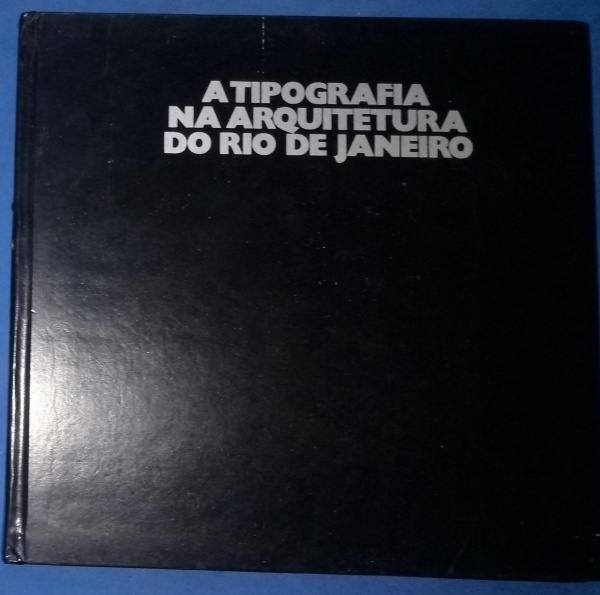 A TIPOGRAFIA
NA ARQUITETURA
DO RIO DE JANEIRO